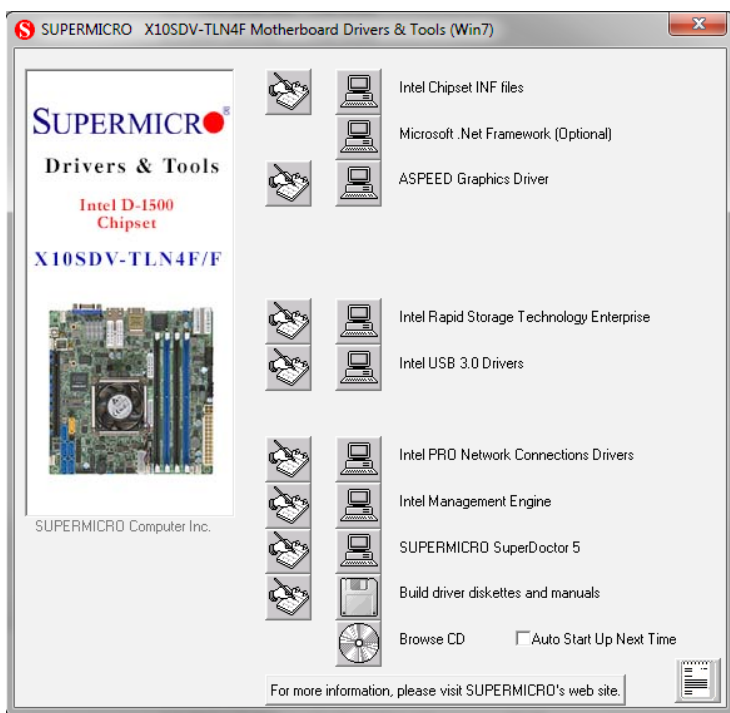 SUPERMICRO X10SDV-TLN4F Motherboard Drivers & Tools (Win7)
SUPERMICRO®
Drivers & Tools
Intel D-1500
Chipset
X10SDV-TLN4F/F
SUPERMICRO Computer Inc.
Intel Chipset INF files
Microsoft .Net Framework (Optional)
ASPEED Graphics Driver
Intel Rapid Storage Technology Enterprise
Intel USB 3.0 Drivers
Intel PRO Network Connections Drivers
Intel Management Engine
SUPERMICRO SuperDoctor 5
Build driver diskettes and manuals
Browse CD Auto Start Up Next Time
For more information, please visit SUPERMICRO's web site.